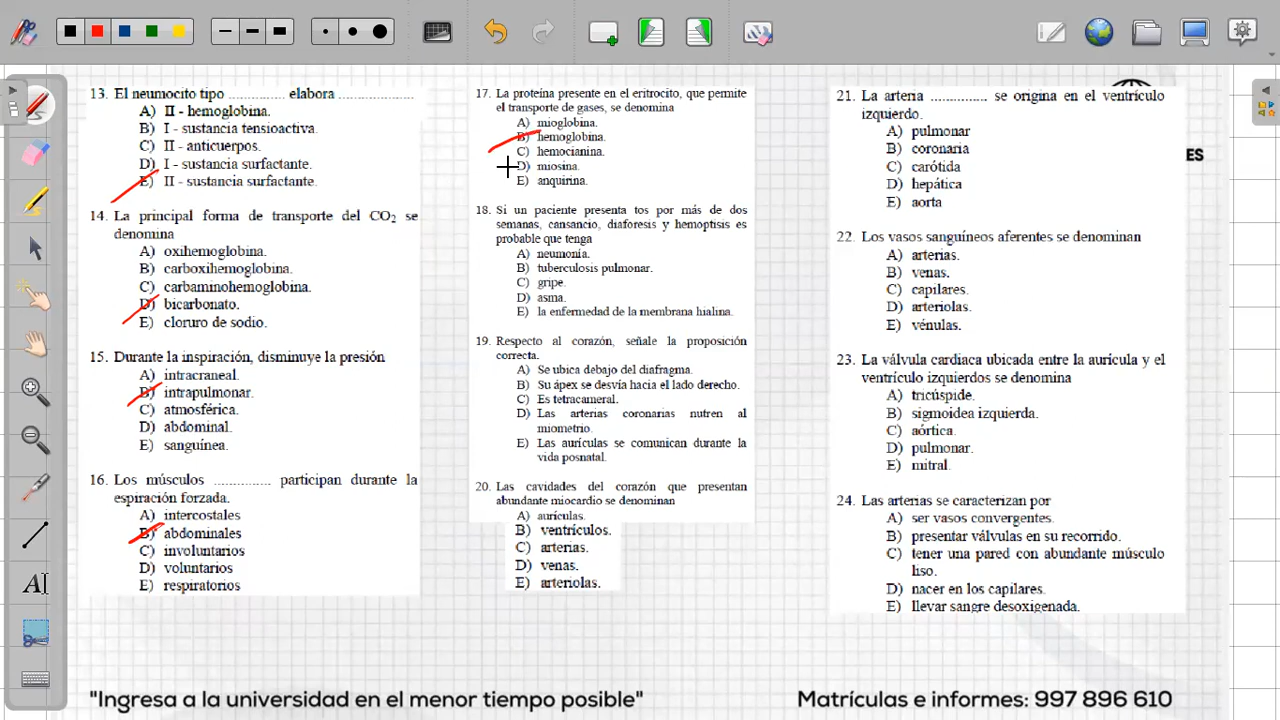 13. El neumocito tipo .............. elabora ..................
A) II - hemoglobina.
B) I - sustancia tensioactiva.
C) II - anticuerpos.
D) I - sustancia surfactante.
E) II - sustancia surfactante.
14. La principal forma de transporte del CO₂ se
denomina
A) oxihemoglobina.
B) carboxihemoglobina.
C) carbaminohemoglobina.
D) bicarbonato.
E) cloruro de sodio.
15. Durante la inspiración, disminuye la presión
A) intracraneal.
B) intrapulmonar.
C) atmosférica.
D) abdominal.
E) sanguínea.
16. Los músculos .............. participan durante la
espiración forzada.
A) intercostales
B) abdominales
C) involuntarios
D) voluntarios
E) respiratorios
17. La proteína presente en el eritrocito, que permite
el transporte de gases, se denomina
A) mioglobina.
B) hemoglobina.
C) hemocianina.
D) miosina.
E) anquirina.
18. Si un paciente presenta tos por más de dos
semanas, cansancio, diaforesis y hemoptisis es
probable que tenga
A) neumonía.
B) tuberculosis pulmonar.
C) gripe.
D) asma.
E) la enfermedad de la membrana hialina.
19. Respecto al corazón, señale la proposición
correcta.
A) Se ubica debajo del diafragma.
B) Su ápex se desvía hacia el lado derecho.
C) Es tetracameral.
D) Las arterias coronarias nutren al
miometrio.
E) Las aurículas se comunican durante la
vida posnatal.
20. Las cavidades del corazón que presentan
abundante miocardio se denominan
A) aurículas.
B) ventrículos.
C) arterias.
D) venas.
E) arteriolas.
21. La arteria ............... se origina en el ventrículo
izquierdo.
A) pulmonar
B) coronaria
C) carótida
D) hepática
E) aorta
22. Los vasos sanguíneos aferentes se denominan
A) arterias.
B) venas.
C) capilares.
D) arteriolas.
E) vénulas.
23. La válvula cardiaca ubicada entre la aurícula y el
ventrículo izquierdos se denomina
A) tricúspide.
B) sigmoidea izquierda.
C) aórtica.
D) pulmonar.
E) mitral.
24. Las arterias se caracterizan por
A) ser vasos convergentes.
B) presentar válvulas en su recorrido.
C) tener una pared con abundante músculo
liso.
D) nacer en los capilares.
E) llevar sangre desoxigenada.
ES
"Ingresa a la universidad en el menor tiempo posible"
Matrículas e informes: 997 896 610